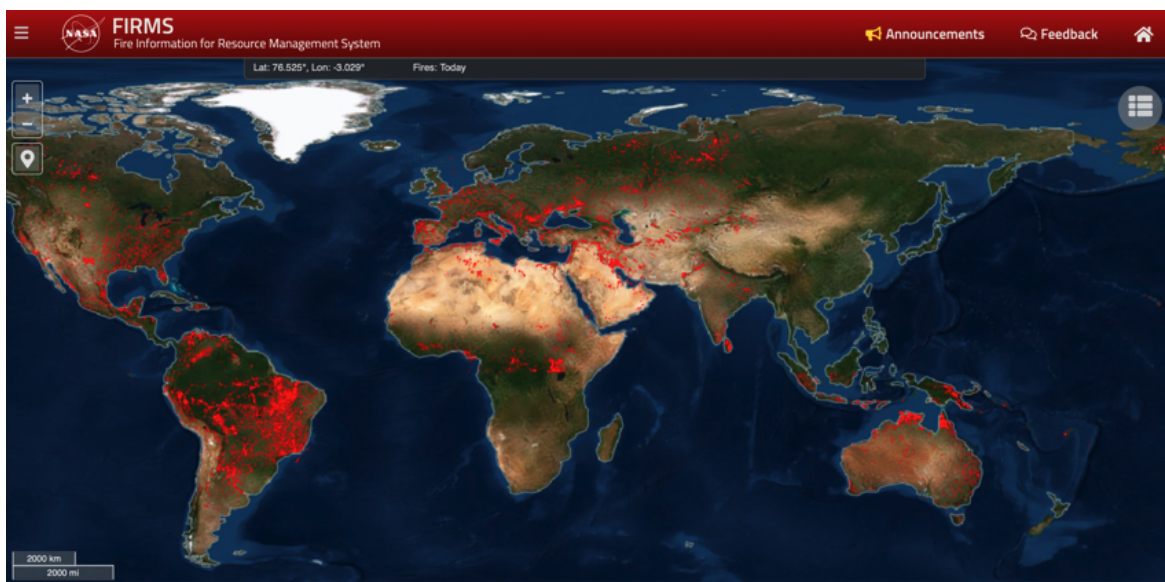 NASA
FIRMS
Fire Information for Resource Management System
Announcements
Feedback
Lat: 76.525°, Lon: -3.029° Fires: Today
+
−
2000 km
2000 mi